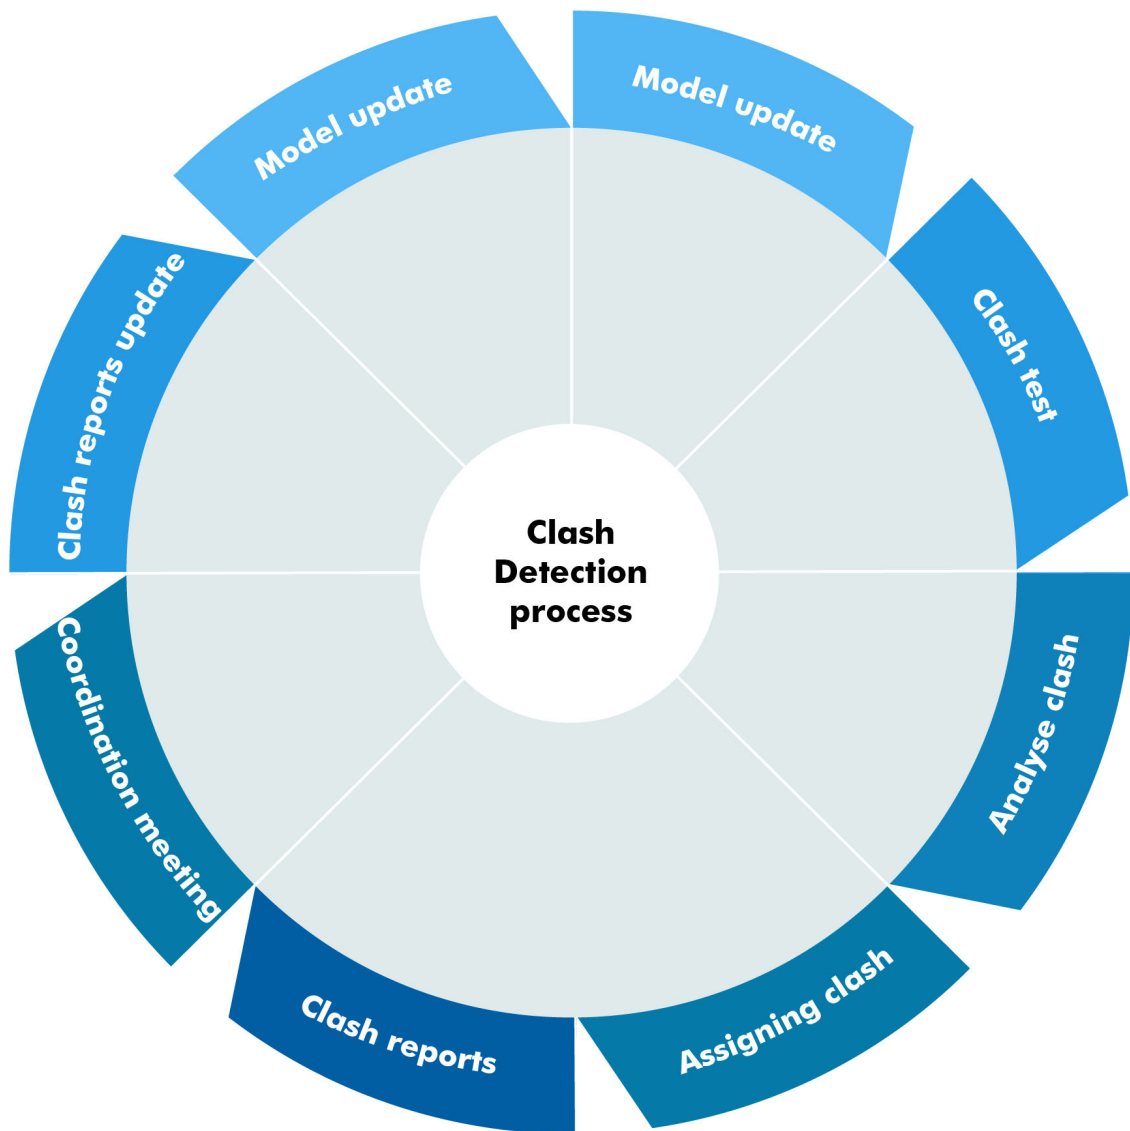 Model update
Clash test
Analyse clash
Assigning clash
Clash reports
Coordination meeting
Clash reports update
Model update
Clash
Detection
process